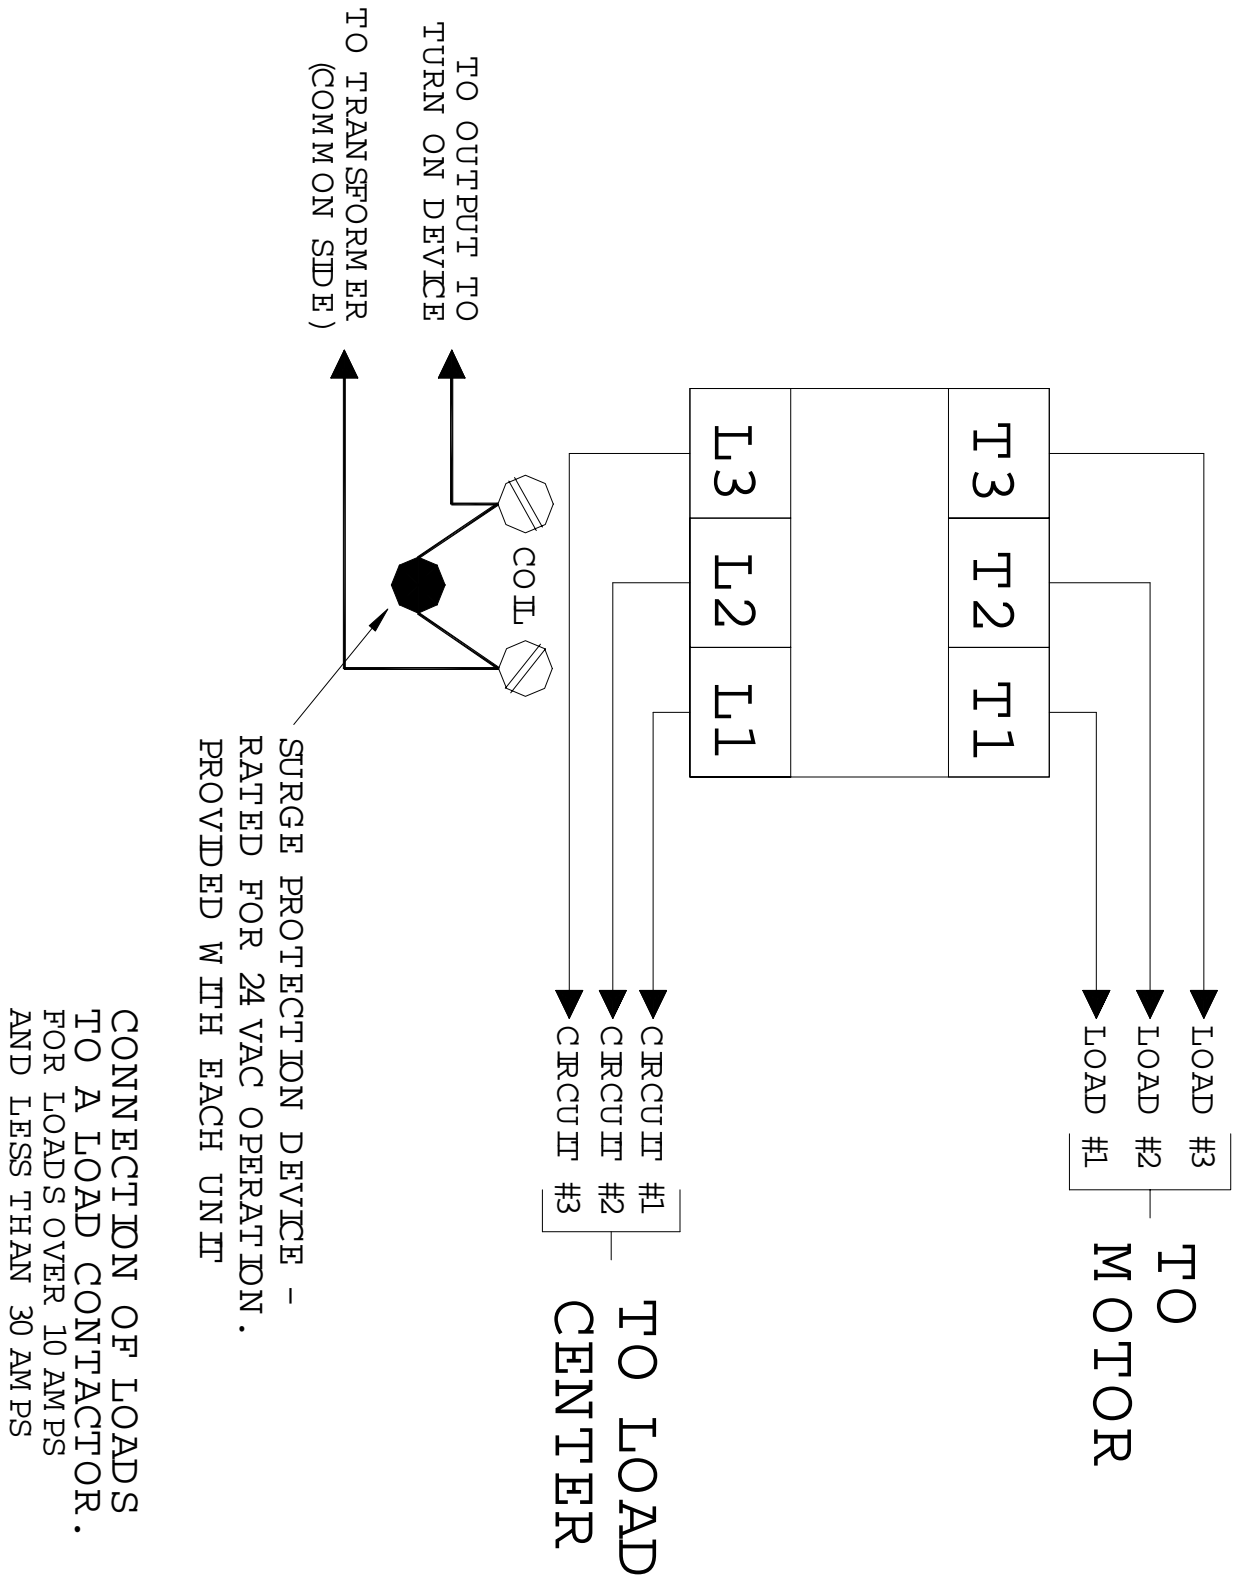 LOAD #3
LOAD #2
LOAD #1
TO
MOTOR
T3
T2
T1
L3
L2
L1
CIRCUIT #1
CIRCUIT #2
CIRCUIT #3
TO LOAD
CENTER
COIL
TO OUTPUT TO
TURN ON DEVICE
TO TRANSFORMER
(COMMON SIDE)
SURGE PROTECTION DEVICE -
RATED FOR 24 VAC OPERATION.
PROVIDED WITH EACH UNIT
CONNECTION OF LOADS
TO A LOAD CONTACTOR.
FOR LOADS OVER 10 AMPS
AND LESS THAN 30 AMPS